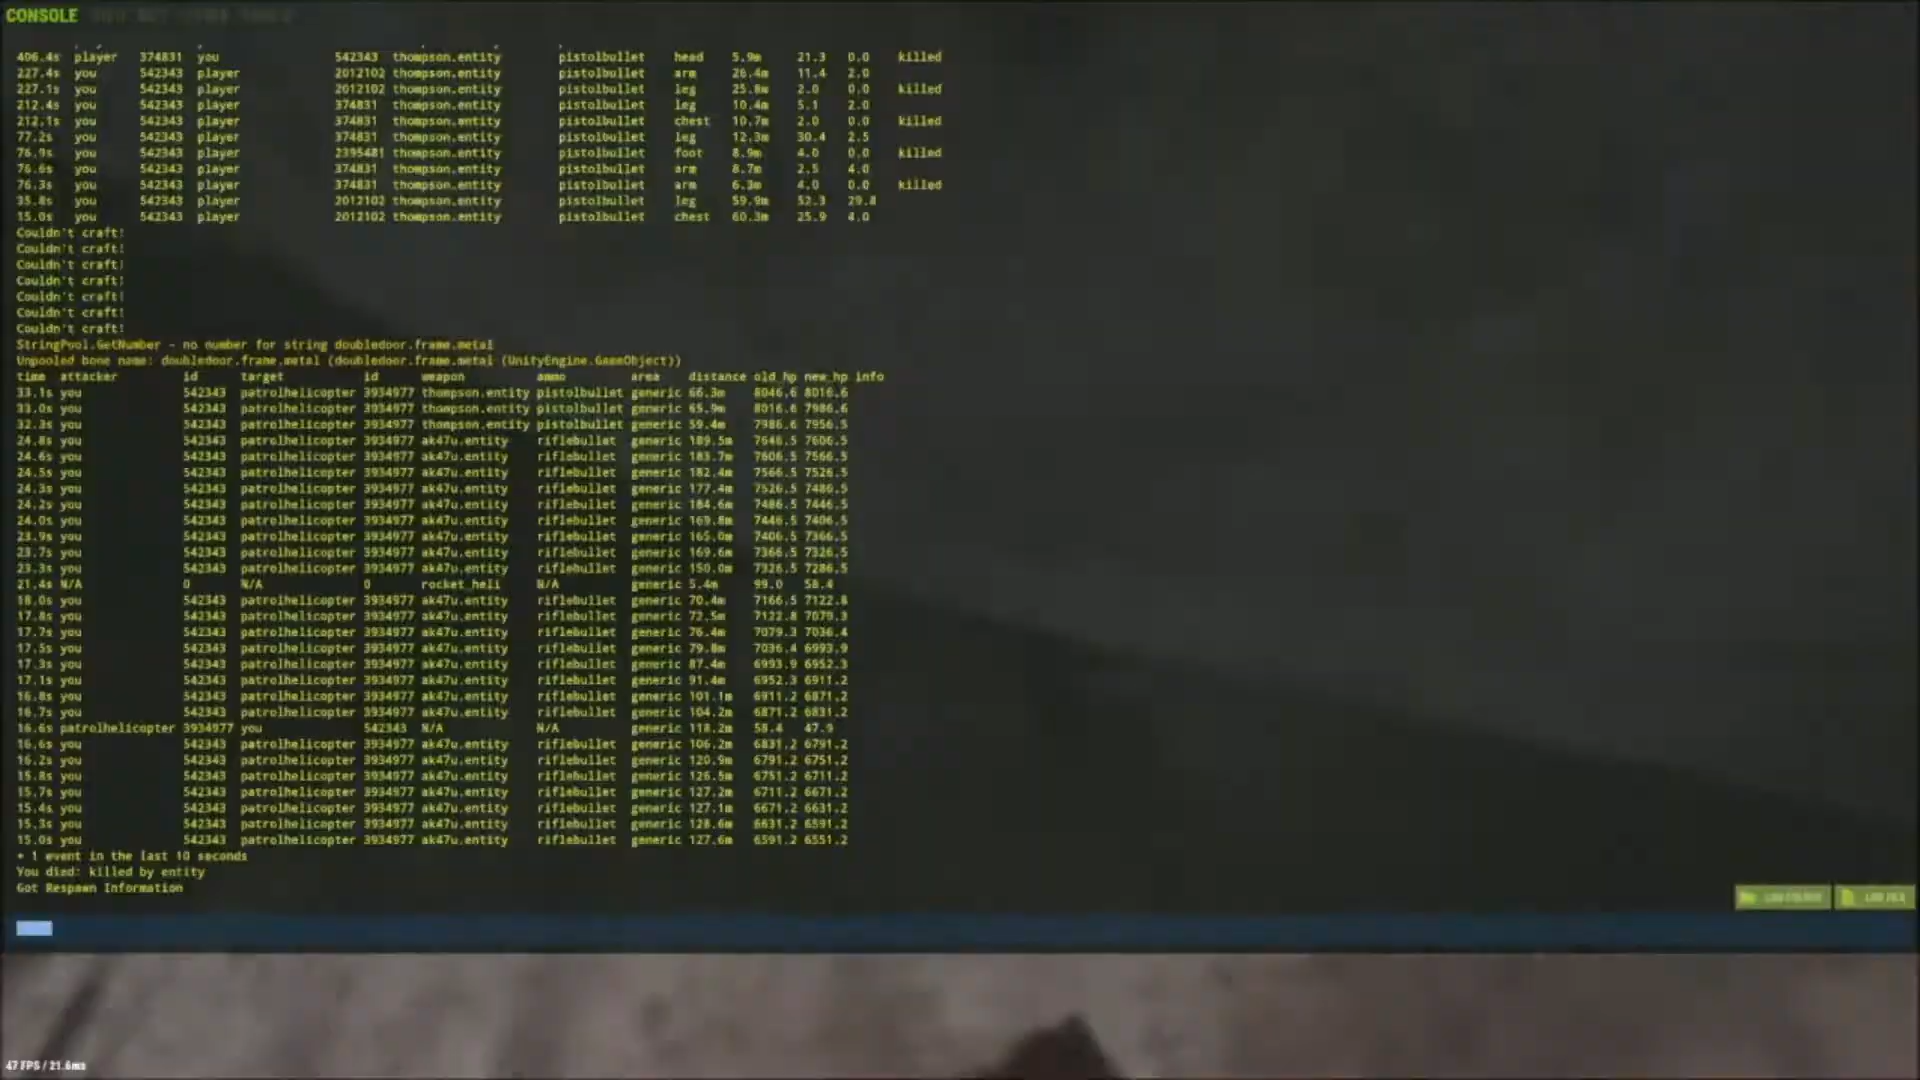 CONSOLE
406.4s player 374831 you 542343 thompson.entity pistolbullet head 5.9m 21.3 0.0 killed
227.4s you 542343 player 2012102 thompson.entity pistolbullet arm 26.4m 11.4 2.0
227.1s you 542343 player 2012102 thompson.entity pistolbullet leg 25.8m 2.0 0.0 killed
212.4s you 542343 player 374831 thompson.entity pistolbullet leg 10.4m 5.1 2.0
212.1s you 542343 player 374831 thompson.entity pistolbullet chest 10.7m 2.0 0.0 killed
77.2s you 542343 player 374831 thompson.entity pistolbullet leg 12.3m 30.4 2.5
76.9s you 542343 player 2395481 thompson.entity pistolbullet foot 8.9m 4.0 0.0 killed
76.6s you 542343 player 374831 thompson.entity pistolbullet arm 8.7m 2.5 4.0
76.3s you 542343 player 374831 thompson.entity pistolbullet arm 6.3m 4.0 0.0 killed
35.8s you 542343 player 2012102 thompson.entity pistolbullet leg 59.9m 52.3 29.8
15.0s you 542343 player 2012102 thompson.entity pistolbullet chest 60.3m 25.9 4.0
Couldn't craft!
Couldn't craft!
Couldn't craft!
Couldn't craft!
Couldn't craft!
Couldn't craft!
Couldn't craft!
StringPool.GetNumber - no number for string doubledoor.frame.metal
Unpooled bone name: doubledoor.frame.metal (doubledoor.frame.metal (UnityEngine.GameObject))
time attacker id target id weapon ammo area distance old_hp new_hp info
33.1s you 542343 patrolhelicopter 3934977 thompson.entity pistolbullet generic 66.3m 8046.6 8016.6
33.0s you 542343 patrolhelicopter 3934977 thompson.entity pistolbullet generic 65.9m 8016.6 7986.6
32.3s you 542343 patrolhelicopter 3934977 thompson.entity pistolbullet generic 59.4m 7986.6 7956.5
24.8s you 542343 patrolhelicopter 3934977 ak47u.entity riflebullet generic 189.5m 7646.5 7606.5
24.6s you 542343 patrolhelicopter 3934977 ak47u.entity riflebullet generic 183.7m 7606.5 7566.5
24.5s you 542343 patrolhelicopter 3934977 ak47u.entity riflebullet generic 182.4m 7566.5 7526.5
24.3s you 542343 patrolhelicopter 3934977 ak47u.entity riflebullet generic 177.4m 7526.5 7486.5
24.2s you 542343 patrolhelicopter 3934977 ak47u.entity riflebullet generic 184.6m 7486.5 7446.5
24.0s you 542343 patrolhelicopter 3934977 ak47u.entity riflebullet generic 169.8m 7446.5 7406.5
23.9s you 542343 patrolhelicopter 3934977 ak47u.entity riflebullet generic 165.0m 7406.5 7366.5
23.7s you 542343 patrolhelicopter 3934977 ak47u.entity riflebullet generic 169.6m 7366.5 7326.5
23.3s you 542343 patrolhelicopter 3934977 ak47u.entity riflebullet generic 150.0m 7326.5 7286.5
21.4s N/A 0 N/A 0 rocket_heli N/A generic 5.4m 99.0 58.4
18.0s you 542343 patrolhelicopter 3934977 ak47u.entity riflebullet generic 70.4m 7166.5 7122.8
17.8s you 542343 patrolhelicopter 3934977 ak47u.entity riflebullet generic 72.5m 7122.8 7079.3
17.7s you 542343 patrolhelicopter 3934977 ak47u.entity riflebullet generic 76.4m 7079.3 7036.4
17.5s you 542343 patrolhelicopter 3934977 ak47u.entity riflebullet generic 79.8m 7036.4 6993.9
17.3s you 542343 patrolhelicopter 3934977 ak47u.entity riflebullet generic 87.4m 6993.9 6952.3
17.1s you 542343 patrolhelicopter 3934977 ak47u.entity riflebullet generic 91.4m 6952.3 6911.2
16.8s you 542343 patrolhelicopter 3934977 ak47u.entity riflebullet generic 101.1m 6911.2 6871.2
16.7s you 542343 patrolhelicopter 3934977 ak47u.entity riflebullet generic 104.2m 6871.2 6831.2
16.6s patrolhelicopter 3934977 you 542343 N/A N/A generic 118.2m 58.4 47.9
16.6s you 542343 patrolhelicopter 3934977 ak47u.entity riflebullet generic 106.2m 6831.2 6791.2
16.2s you 542343 patrolhelicopter 3934977 ak47u.entity riflebullet generic 120.9m 6791.2 6751.2
15.8s you 542343 patrolhelicopter 3934977 ak47u.entity riflebullet generic 126.5m 6751.2 6711.2
15.7s you 542343 patrolhelicopter 3934977 ak47u.entity riflebullet generic 127.2m 6711.2 6671.2
15.4s you 542343 patrolhelicopter 3934977 ak47u.entity riflebullet generic 127.1m 6671.2 6631.2
15.3s you 542343 patrolhelicopter 3934977 ak47u.entity riflebullet generic 128.6m 6631.2 6591.2
15.0s you 542343 patrolhelicopter 3934977 ak47u.entity riflebullet generic 127.6m 6591.2 6551.2
+ 1 event in the last 10 seconds
You died: killed by entity
Got Respawn Information
47 FPS / 21.6ms